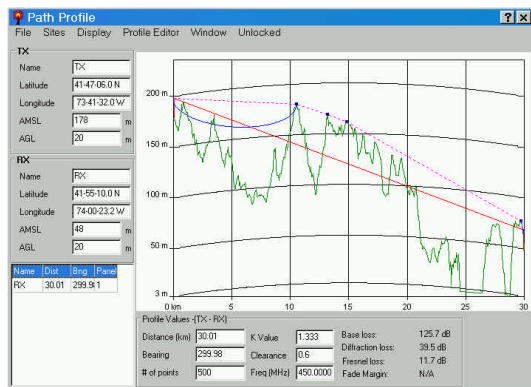 Path Profile
File Sites Display Profile Editor Window Unlocked
TX
Name TX
Latitude 41-47-06.0 N
Longitude 73-41-32.0 W
AMSL 178 m
AGL 20 m
RX
Name RX
Latitude 41-55-10.0 N
Longitude 74-00-23.2 W
AMSL 48 m
AGL 20 m
Name Dist Bng Panel
RX 30.01 299.98 1
200 m
150 m
100 m
50 m
3 m
0 km 5 10 15 20 25 30
Profile Values -(TX - RX)
Distance (km) 30.01 K Value 1.333 Base loss: 125.7 dB
Bearing 299.98 Clearance 0.6 Diffraction loss: 39.5 dB
# of points 500 Freq (MHz) 450.0000 Fresnel loss: 11.7 dB
Fade Margin: N/A